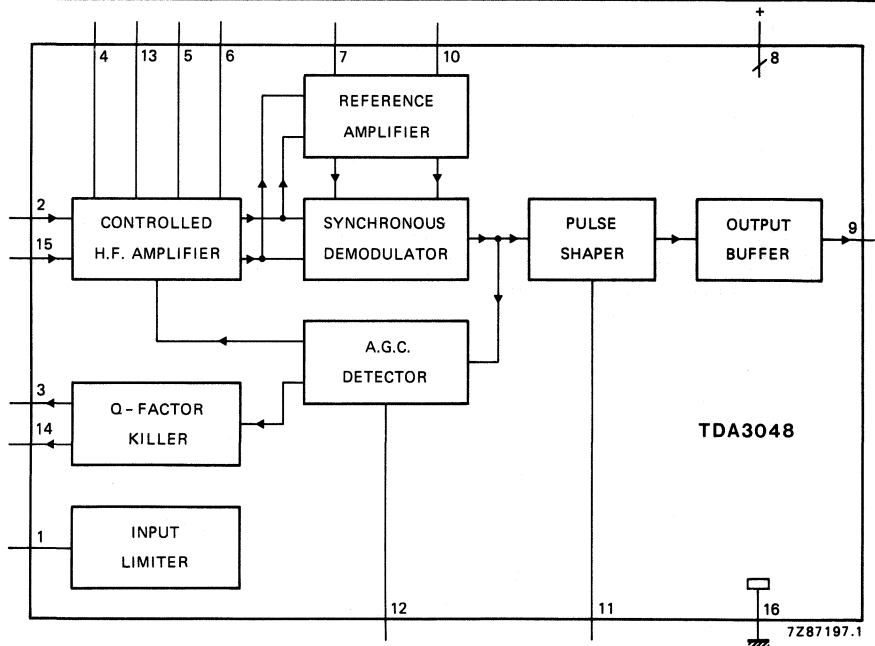 +
4 13 5 6 7 10 8
REFERENCE
AMPLIFIER
2
15
CONTROLLED
H.F. AMPLIFIER
SYNCHRONOUS
DEMODULATOR
PULSE
SHAPER
OUTPUT
BUFFER
9
A.G.C.
DETECTOR
3
14
Q-FACTOR
KILLER
TDA3048
1
INPUT
LIMITER
12 11 16
7Z87197.1